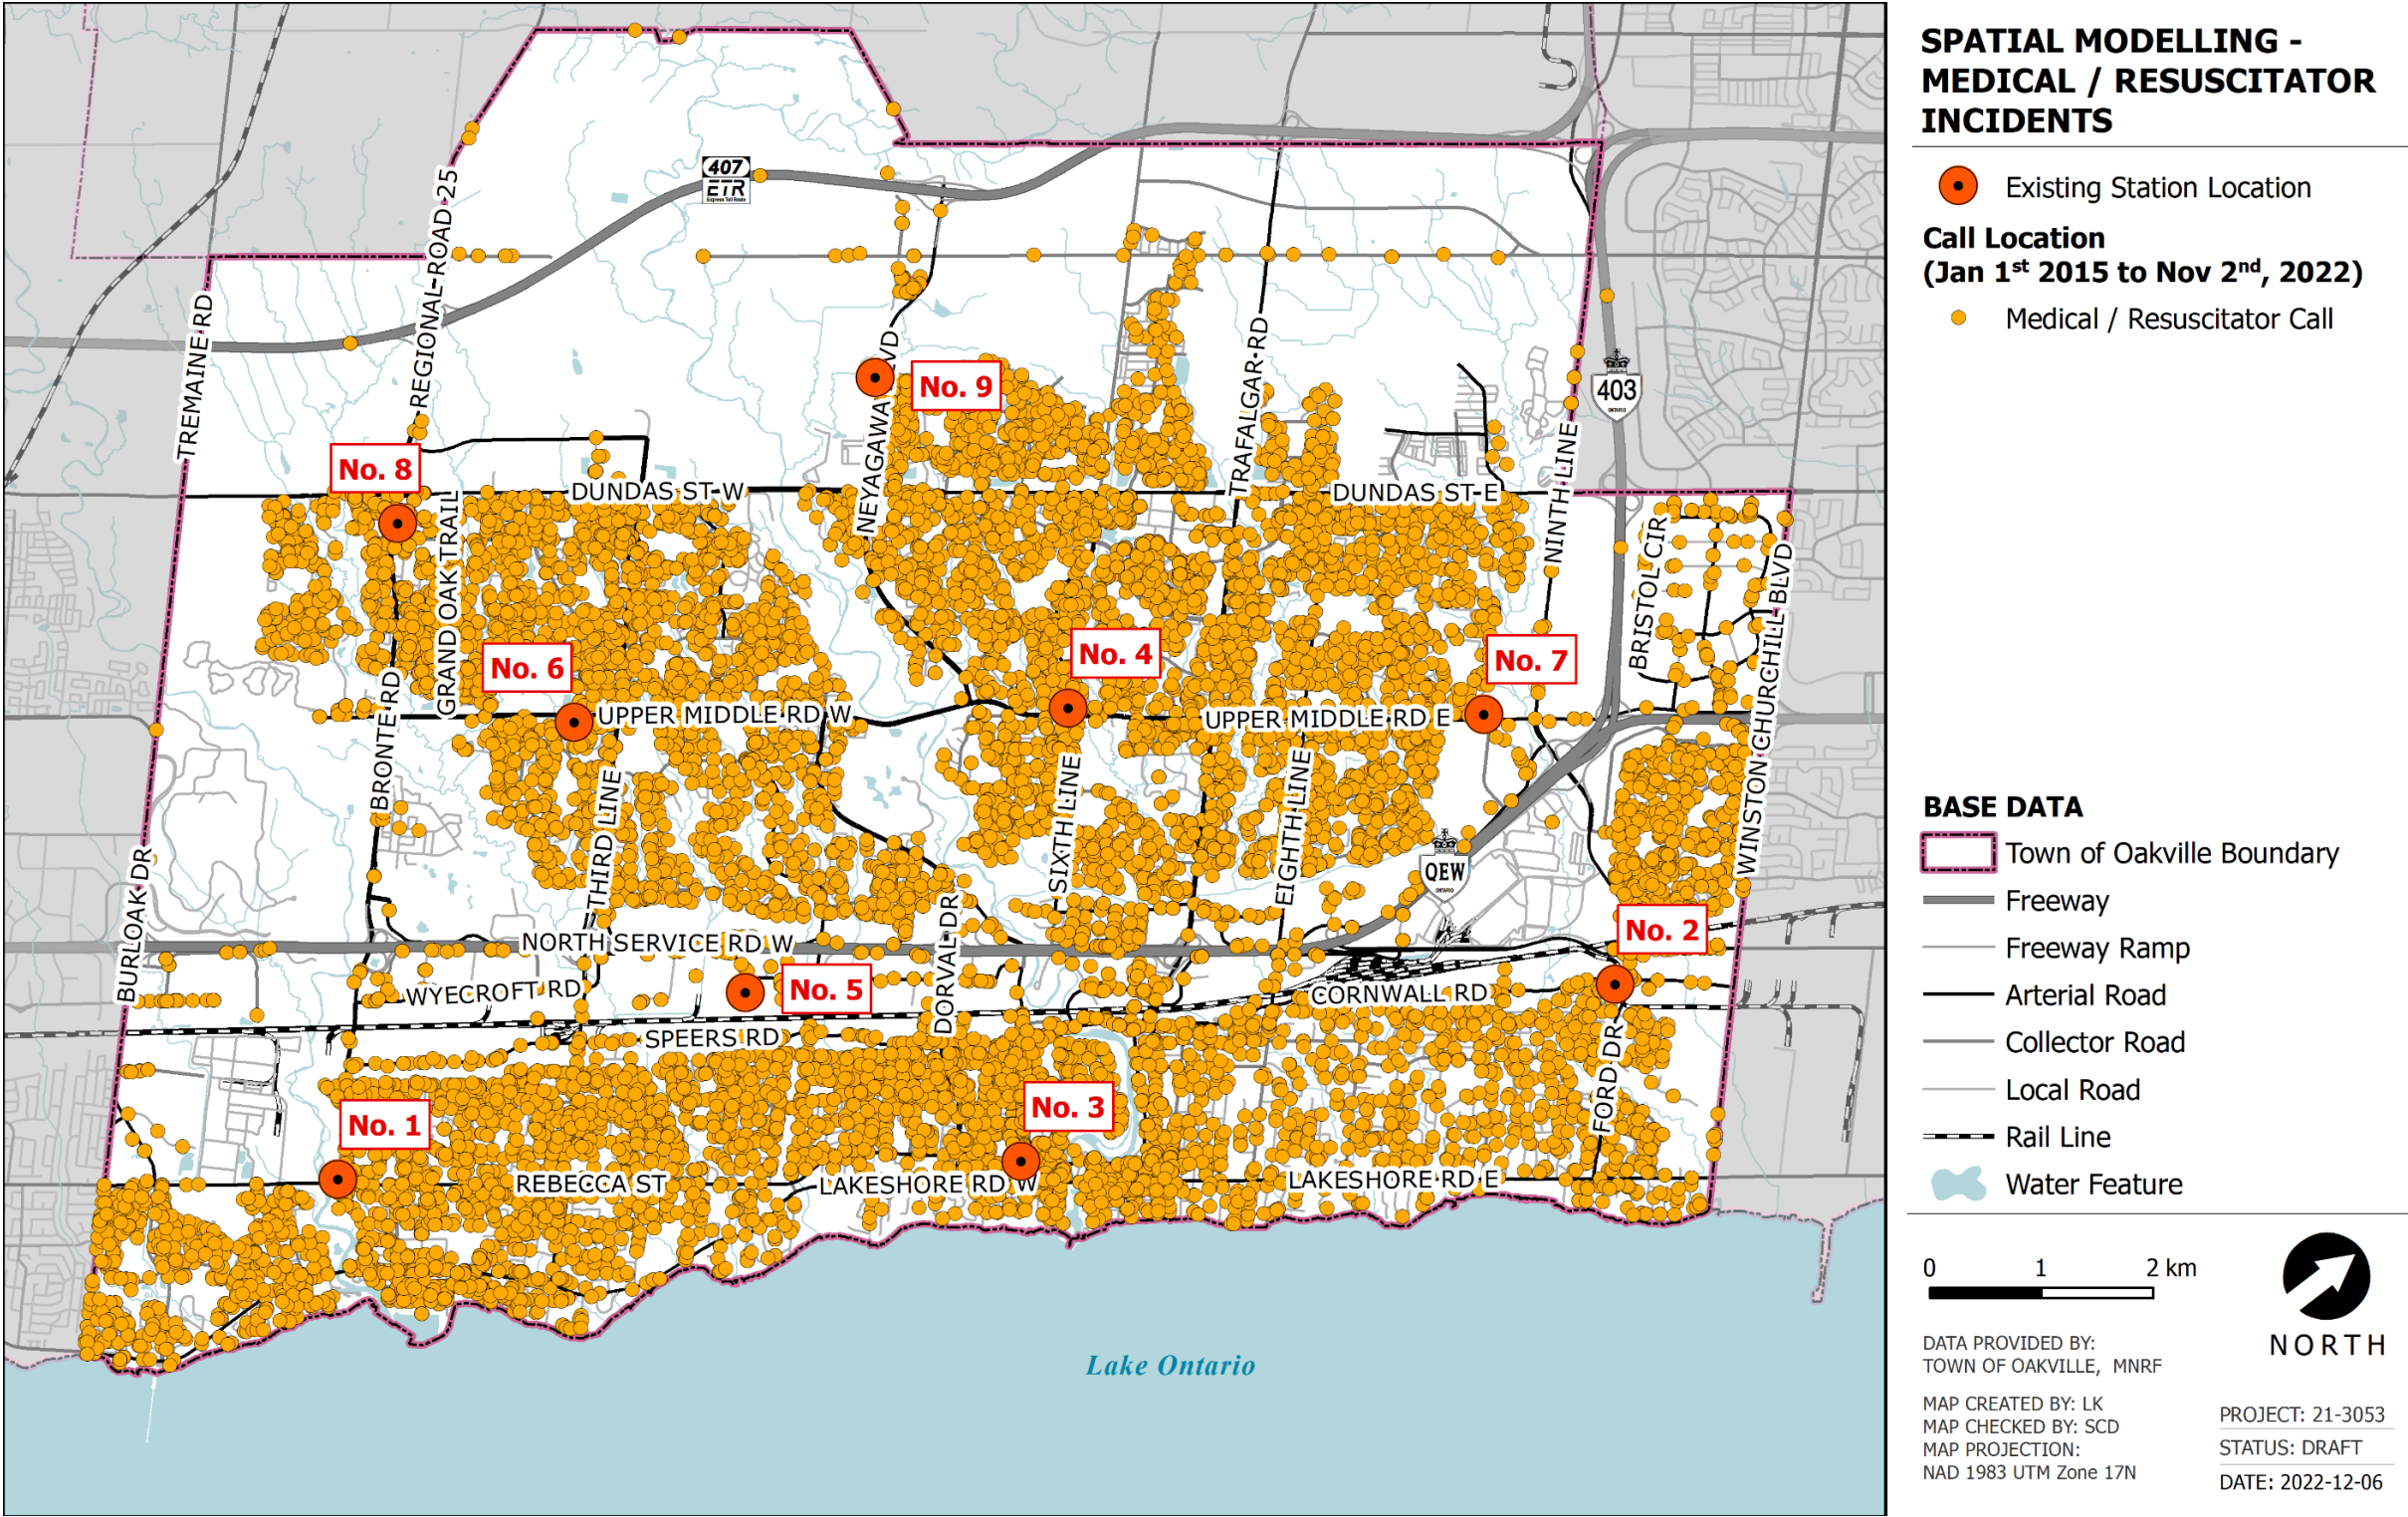 SPATIAL MODELLING -
MEDICAL / RESUSCITATOR
INCIDENTS
Existing Station Location
Call Location
(Jan 1st 2015 to Nov 2nd, 2022)
Medical / Resuscitator Call
BASE DATA
Town of Oakville Boundary
Freeway
Freeway Ramp
Arterial Road
Collector Road
Local Road
Rail Line
Water Feature
0 1 2 km
NORTH
DATA PROVIDED BY:
TOWN OF OAKVILLE, MNRF
MAP CREATED BY: LK
MAP CHECKED BY: SCD
MAP PROJECTION:
NAD 1983 UTM Zone 17N
PROJECT: 21-3053
STATUS: DRAFT
DATE: 2022-12-06
407
ETR
Express Toll Route
REGIONAL-ROAD-25
TREMAINE-RD
NEYAGAWA
VD
No. 9
TRAFALGAR-RD
403
ONTARIO
No. 8
DUNDAS ST W
DUNDAS ST-E
NINTH-LINE
GRAND OAK TRAIL
BRISTOL CIR
WINSTON CHURCHILL BLVD
No. 6
No. 4
No. 7
UPPER MIDDLE RD W
UPPER MIDDLE RD E
BRONTE RD
THIRD LINE
SIXTH LINE
EIGHTH-LINE
QEW
ONTARIO
BURLOAK DR
DORVAL-DR
NORTH SERVICE RD W
No. 2
WYECROFT RD
No. 5
CORNWALL RD
SPEERS RD
FORD DR
No. 1
No. 3
REBECCA ST
LAKESHORE RD W
LAKESHORE-RD E
Lake Ontario